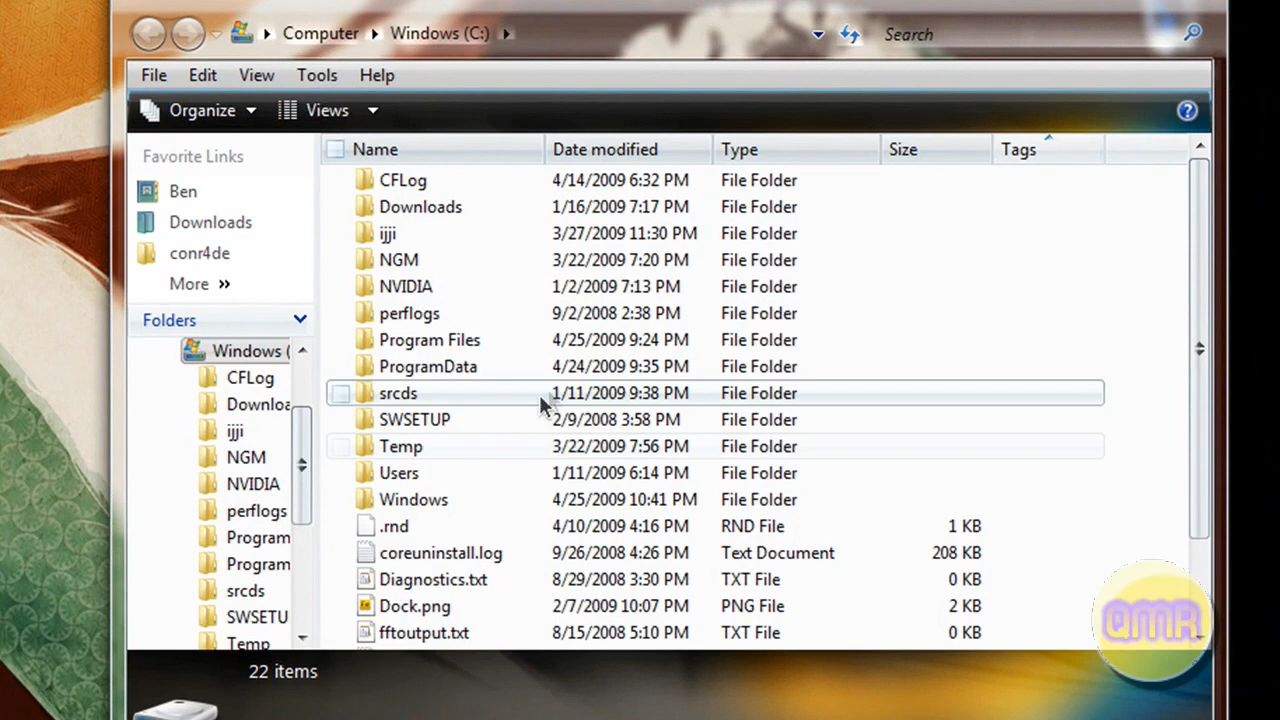 Computer Windows (C:) Search
File Edit View Tools Help
Organize Views
Favorite Links
Ben
Downloads
conr4de
More »
Folders
Windows (
CFLog
Downloa
ijji
NGM
NVIDIA
perflogs
Program
Program
srcds
SWSETU
Temp
Name Date modified Type Size Tags
CFLog 4/14/2009 6:32 PM File Folder
Downloads 1/16/2009 7:17 PM File Folder
ijji 3/27/2009 11:30 PM File Folder
NGM 3/22/2009 7:20 PM File Folder
NVIDIA 1/2/2009 7:13 PM File Folder
perflogs 9/2/2008 2:38 PM File Folder
Program Files 4/25/2009 9:24 PM File Folder
ProgramData 4/24/2009 9:35 PM File Folder
srcds 1/11/2009 9:38 PM File Folder
SWSETUP 2/9/2008 3:58 PM File Folder
Temp 3/22/2009 7:56 PM File Folder
Users 1/11/2009 6:14 PM File Folder
Windows 4/25/2009 10:41 PM File Folder
.rnd 4/10/2009 4:16 PM RND File 1 KB
coreuninstall.log 9/26/2008 4:26 PM Text Document 208 KB
Diagnostics.txt 8/29/2008 3:30 PM TXT File 0 KB
Dock.png 2/7/2009 10:07 PM PNG File 2 KB
fftoutput.txt 8/15/2008 5:10 PM TXT File 0 KB
QMR
22 items